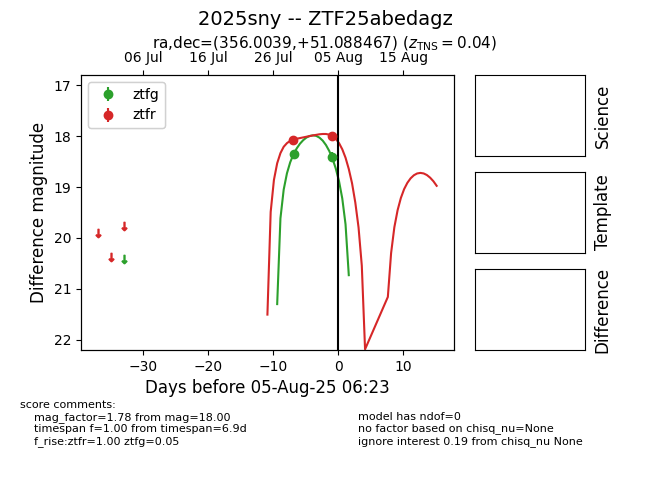 2025sny -- ZTF25abedagz
ra,dec=(356.0039,+51.088467) (z_TNS = 0.04)
06 Jul 16 Jul 26 Jul 05 Aug 15 Aug
ztfg
ztfr
17
18
19
20
21
22
Difference magnitude
−30 −20 −10 0 10
Days before 05-Aug-25 06:23
Science
Template
Difference
score comments:
mag_factor=1.78 from mag=18.00
timespan f=1.00 from timespan=6.9d
f_rise:ztfr=1.00 ztfg=0.05
model has ndof=0
no factor based on chisq_nu=None
ignore interest 0.19 from chisq_nu None